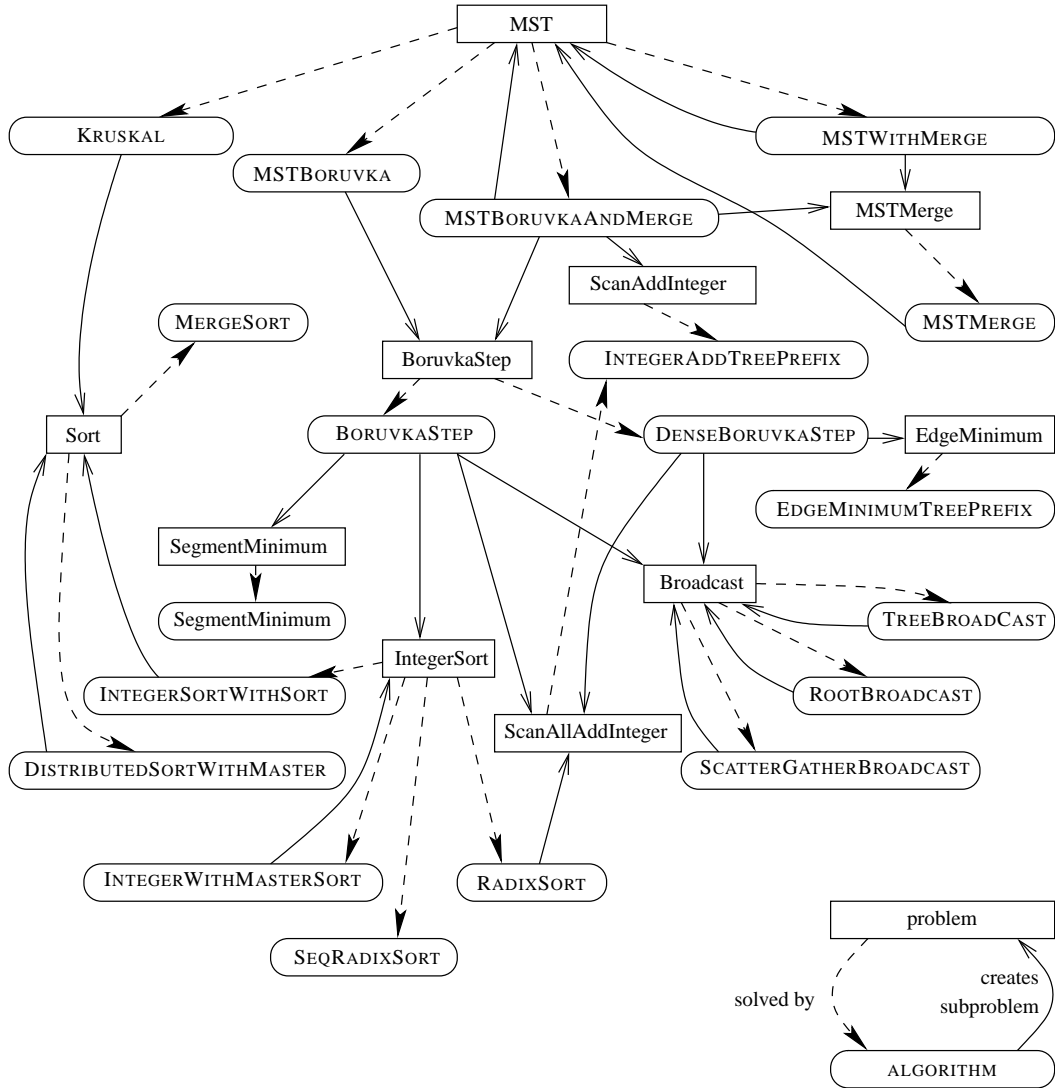 MST
KRUSKAL
MSTWITHMERGE
MSTBORUVKA
MSTBORUVKAANDMERGE
MSTMerge
ScanAddInteger
MERGESORT
MSTMERGE
BoruvkaStep
INTEGERADDTREEPREFIX
Sort
BORUVKASTEP
DENSEBORUVKASTEP
EdgeMinimum
EDGEMINIMUMTREEPREFIX
SegmentMinimum
Broadcast
SegmentMinimum
TREEBROADCAST
IntegerSort
INTEGERSORTWITHSORT
ROOTBROADCAST
ScanAllAddInteger
DISTRIBUTEDSORTWITHMASTER
SCATTERGATHERBROADCAST
INTEGERWITHMASTERSORT
RADIXSORT
problem
SEQRADIXSORT
creates
solved by
subproblem
ALGORITHM